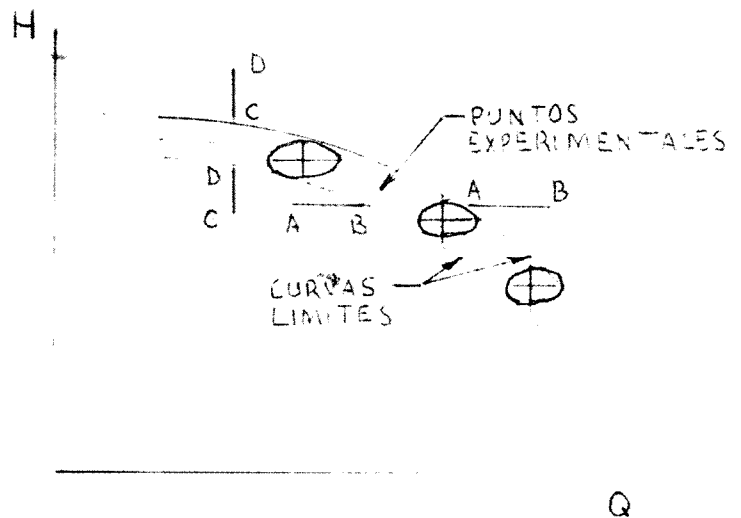 H
D
C
PUNTOS
EXPERIMENTALES
D
C
A B
A B
CURVAS
LIMITES
Q